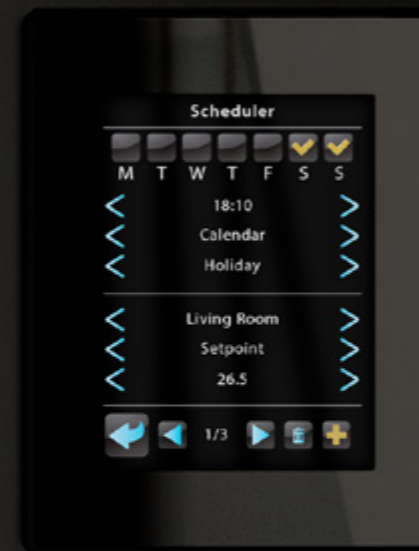 Scheduler
M T W T F S S
18:10
Calendar
Holiday
Living Room
Setpoint
26.5
1/3